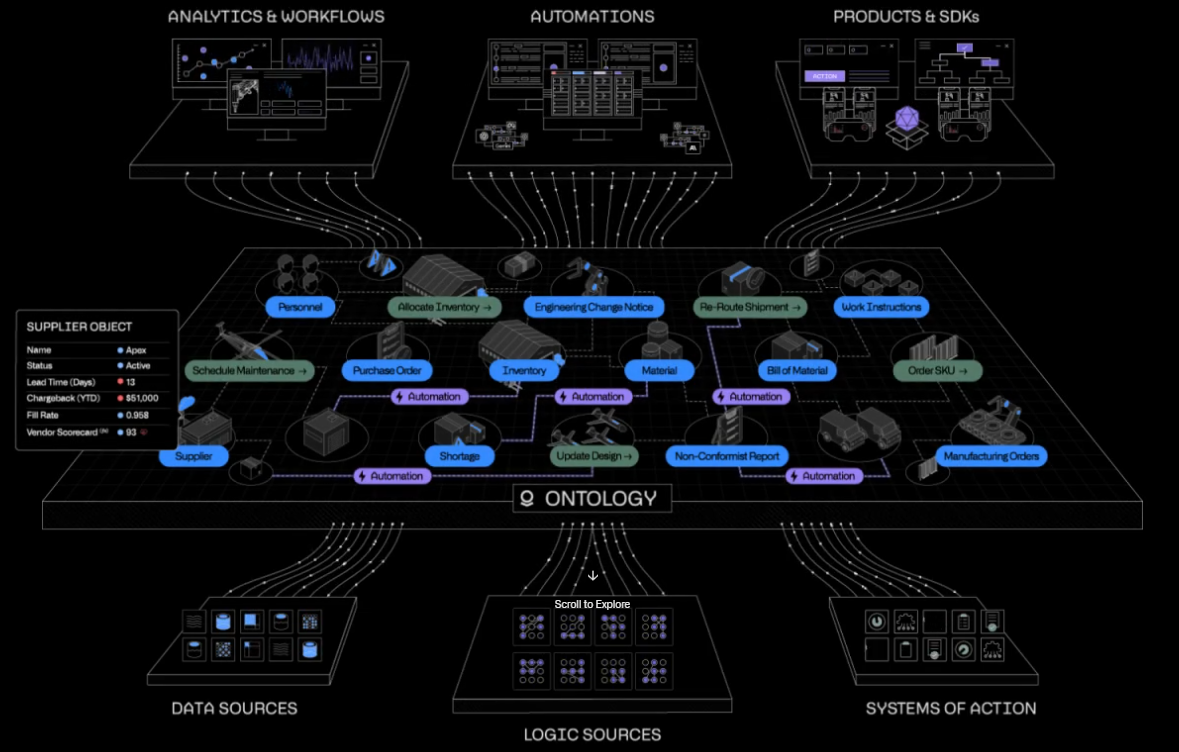 ANALYTICS & WORKFLOWS
AUTOMATIONS
PRODUCTS & SDKs
ACTION
Personnel
Allocate Inventory →
Engineering Change Notice
Re-Route Shipment →
Work Instructions
SUPPLIER OBJECT
Name Apex
Status Active
Lead Time (Days) 13
Chargeback (YTD) $51,000
Fill Rate 0.958
Vendor Scorecard 93
Schedule Maintenance →
Purchase Order
Inventory
Material
Bill of Material
Order SKU →
Automation
Automation
Automation
Supplier
Shortage
Update Design →
Non-Conformist Report
Manufacturing Orders
Automation
Automation
ONTOLOGY
Scroll to Explore
DATA SOURCES
LOGIC SOURCES
SYSTEMS OF ACTION